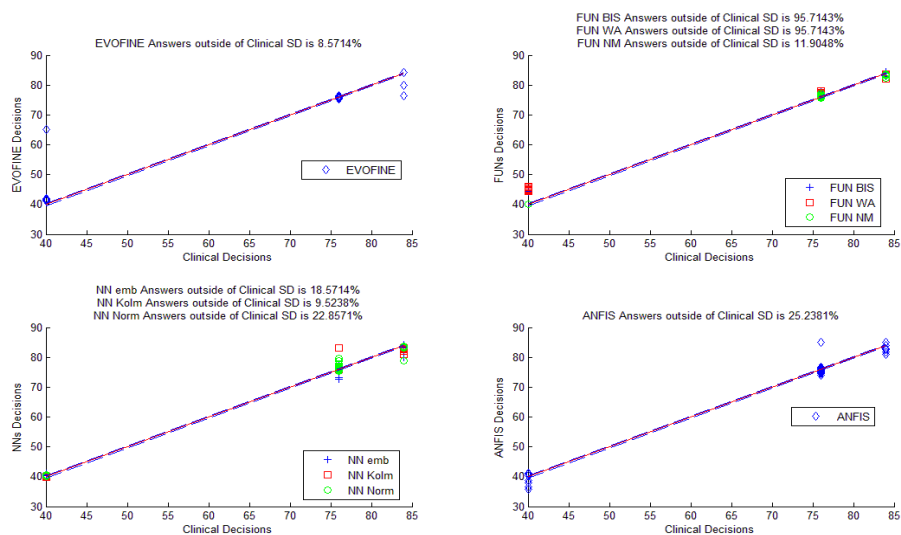 EVOFINE Answers outside of Clinical SD is 8.5714%
90
80
70
60
50
40
30
EVOFINE Decisions
EVOFINE
40 45 50 55 60 65 70 75 80 85
Clinical Decisions
FUN BIS Answers outside of Clinical SD is 95.7143%
FUN WA Answers outside of Clinical SD is 95.7143%
FUN NM Answers outside of Clinical SD is 11.9048%
90
80
70
60
50
40
30
FUNs Decisions
FUN BIS
FUN WA
FUN NM
40 45 50 55 60 65 70 75 80 85
Clinical Decisions
NN emb Answers outside of Clinical SD is 18.5714%
NN Kolm Answers outside of Clinical SD is 9.5238%
NN Norm Answers outside of Clinical SD is 22.8571%
90
80
70
60
50
40
30
NNs Decisions
NN emb
NN Kolm
NN Norm
40 45 50 55 60 65 70 75 80 85
Clinical Decisions
ANFIS Answers outside of Clinical SD is 25.2381%
90
80
70
60
50
40
30
ANFIS Decisions
ANFIS
40 45 50 55 60 65 70 75 80 85
Clinical Decisions